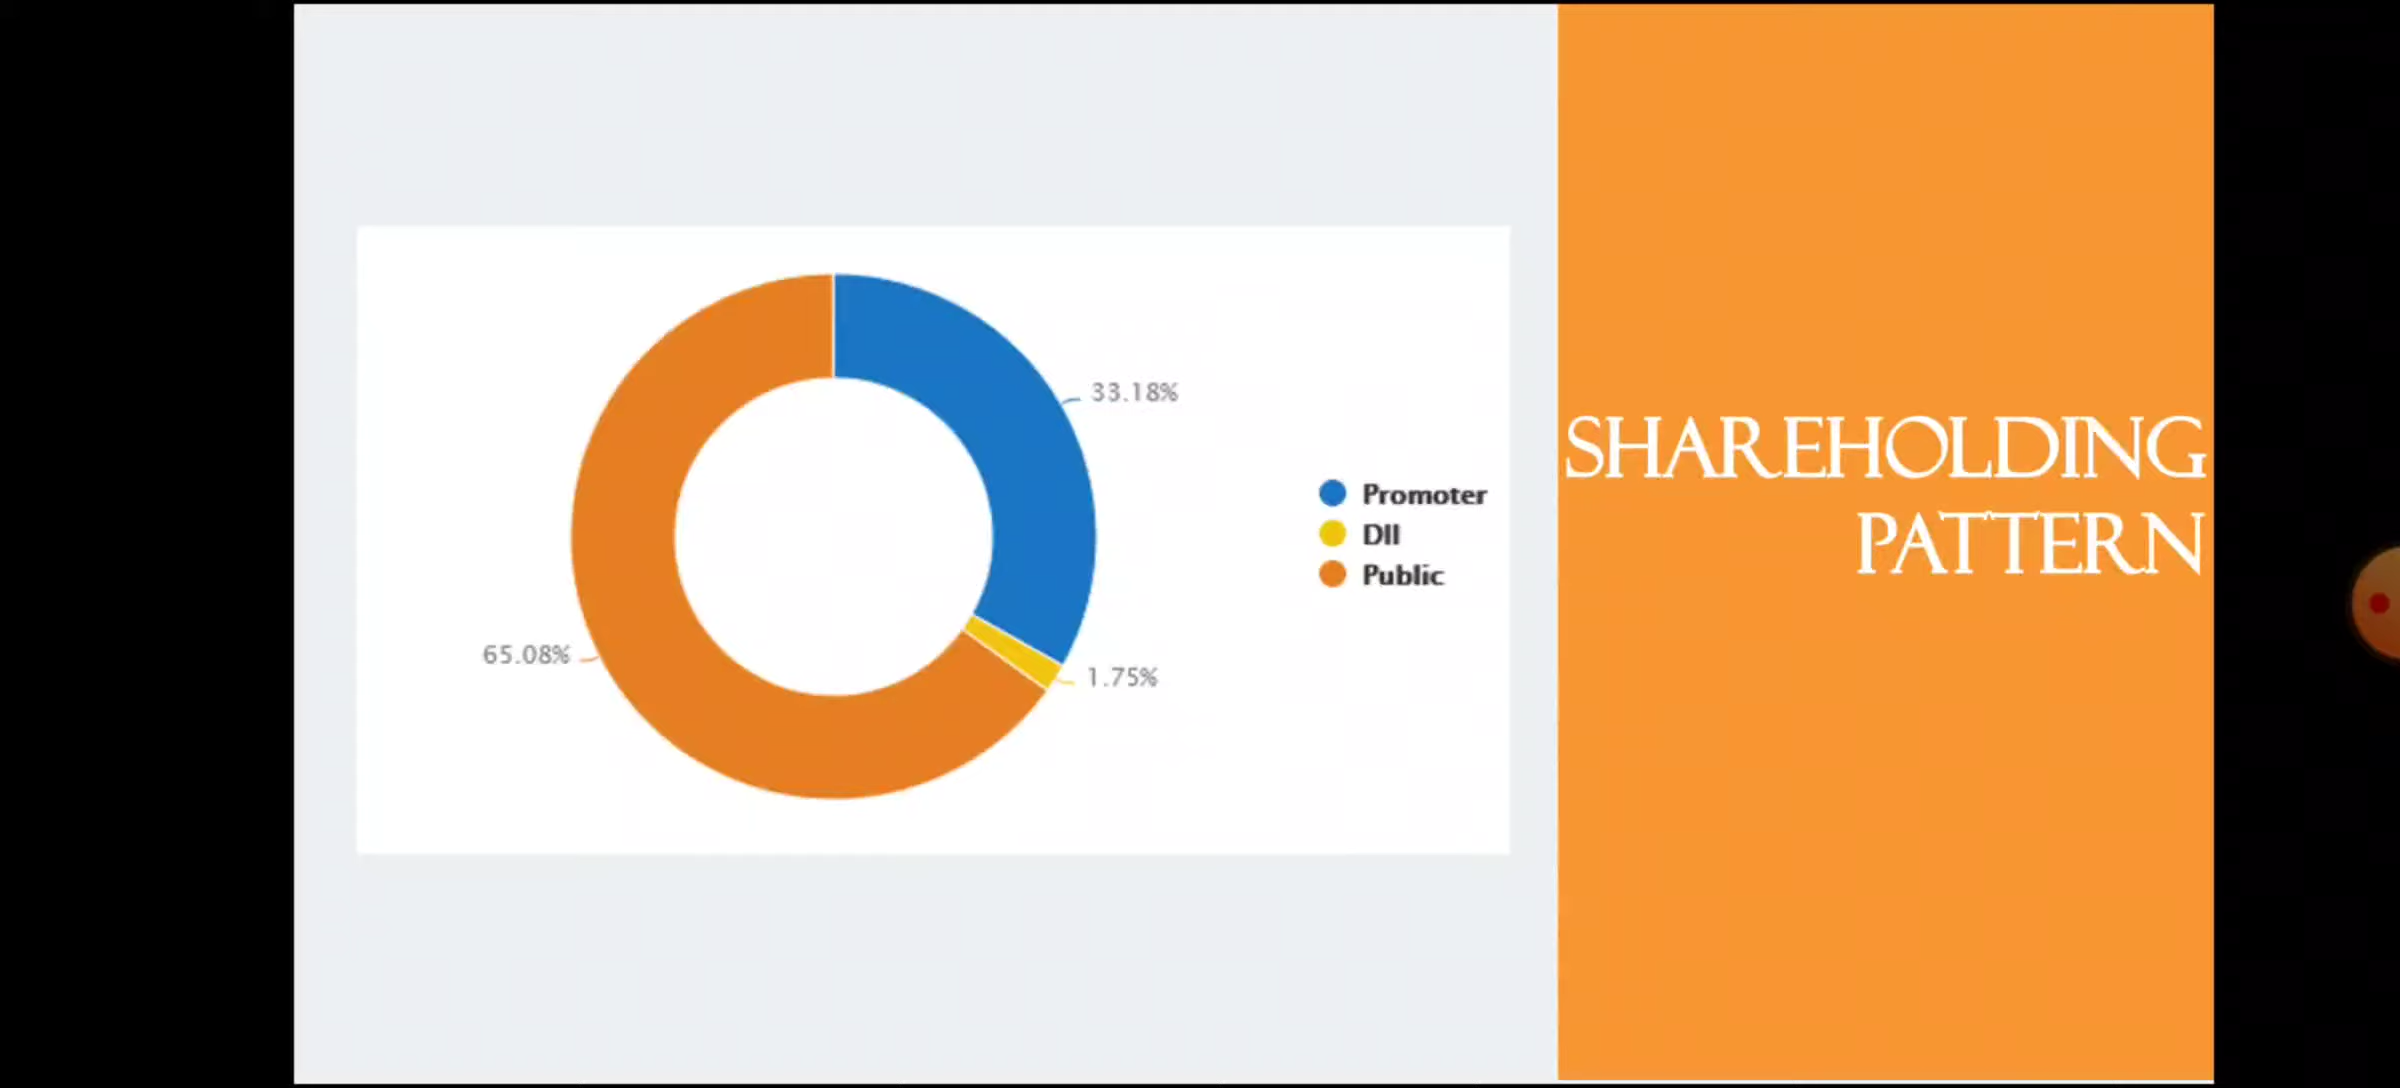 33.18%
Promoter
DII
Public
65.08%
1.75%
SHAREHOLDING
PATTERN